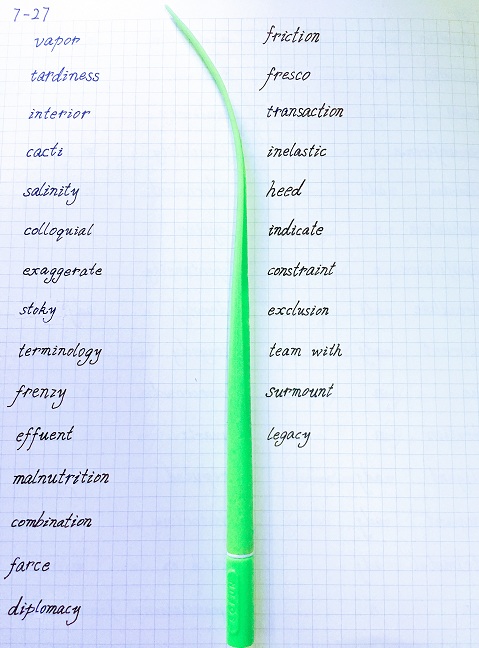 7-27
vapor
tardiness
interior
cacti
salinity
colloquial
exaggerate
stoky
terminology
frenzy
effuent
malnutrition
combination
farce
diplomacy
friction
fresco
transaction
inelastic
heed
indicate
constraint
exclusion
team with
surmount
legacy